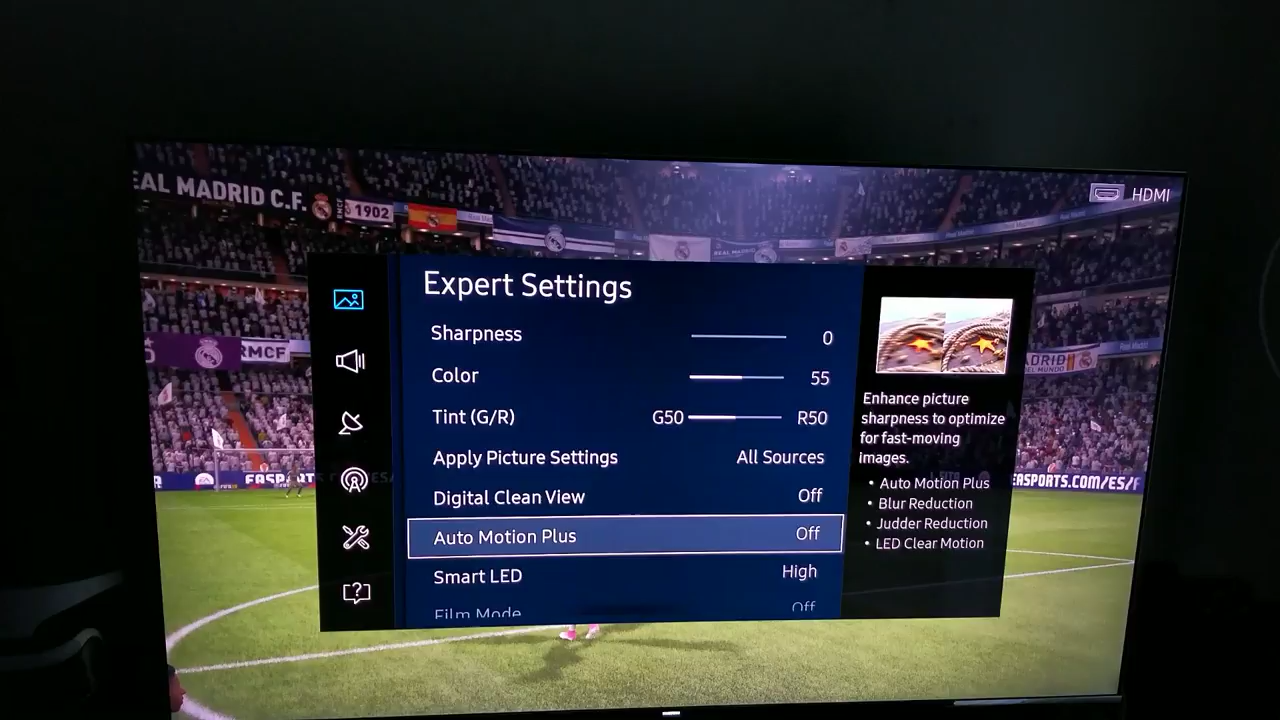 EAL MADRID C.F.
1902
HDMI
RMCF
Expert Settings
Sharpness 0
Color 55
Tint (G/R) G50 R50
Apply Picture Settings All Sources
Digital Clean View Off
Auto Motion Plus Off
Smart LED High
Film Mode Off
Enhance picture
sharpness to optimize
for fast-moving
images.
• Auto Motion Plus
• Blur Reduction
• Judder Reduction
• LED Clear Motion
EASPORTS
EASPORTS.COM/ES/F